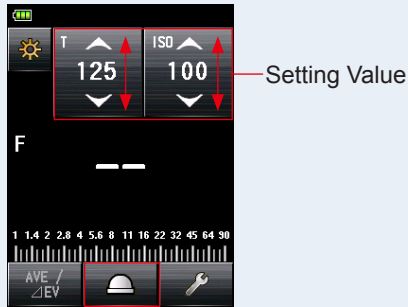 T ISO
125 100
Setting Value
F
--
1 1.4 2 2.8 4 5.6 8 11 16 22 32 45 64 90
AVE /
⊿EV